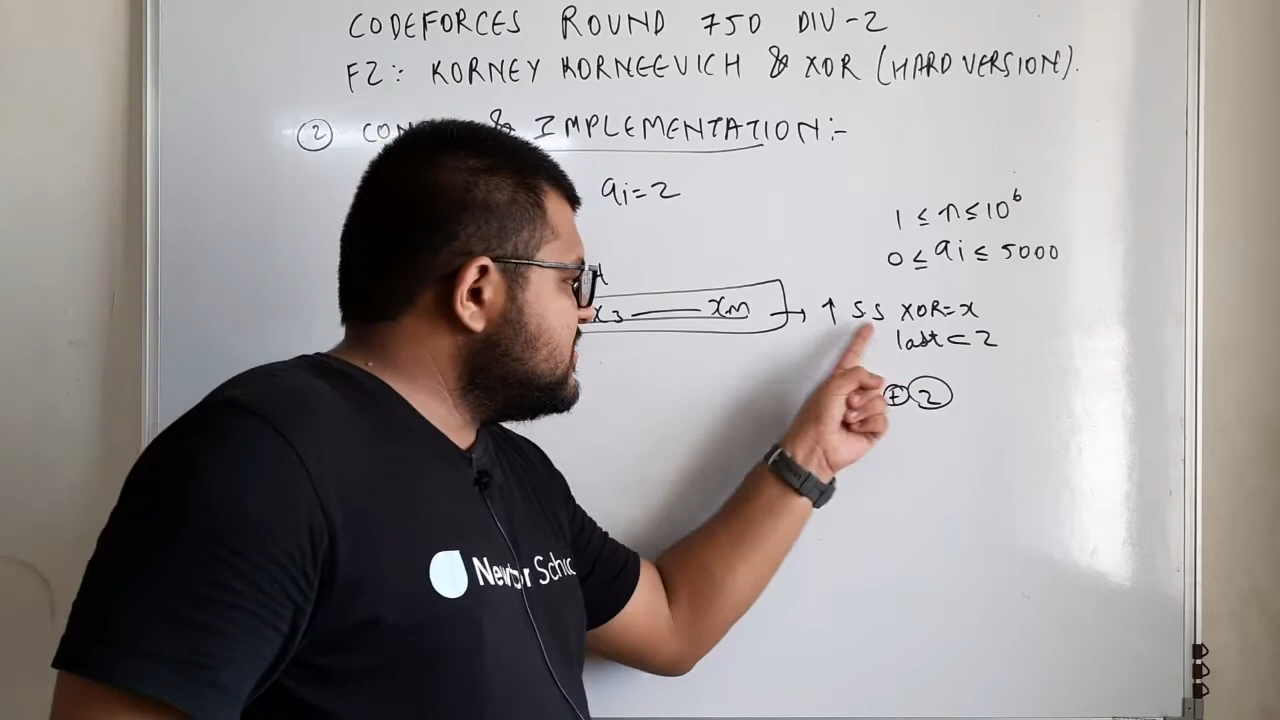 CODEFORCES ROUND 750 DIV-2
F2:- KORNEY KORNEEVICH & XOR (HARD VERSION).
② & IMPLEMENTATION:-
ai=2
1 ≤ n ≤ 10⁶
0 ≤ ai ≤ 5000
x3 —— xm → ↑ SS XOR=x
last < 2
2